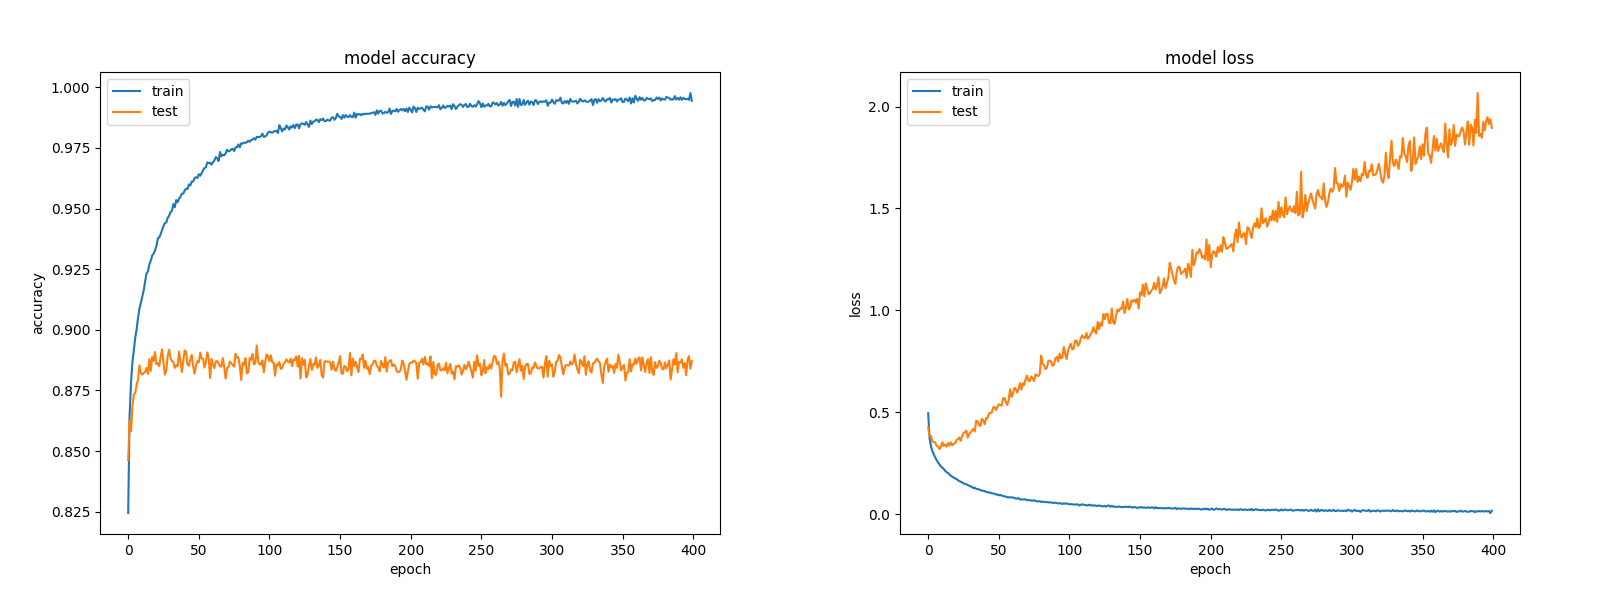 model accuracy
train
test
1.000
0.975
0.950
0.925
0.900
0.875
0.850
0.825
accuracy
0 50 100 150 200 250 300 350 400
epoch
model loss
train
test
2.0
1.5
1.0
0.5
0.0
loss
0 50 100 150 200 250 300 350 400
epoch